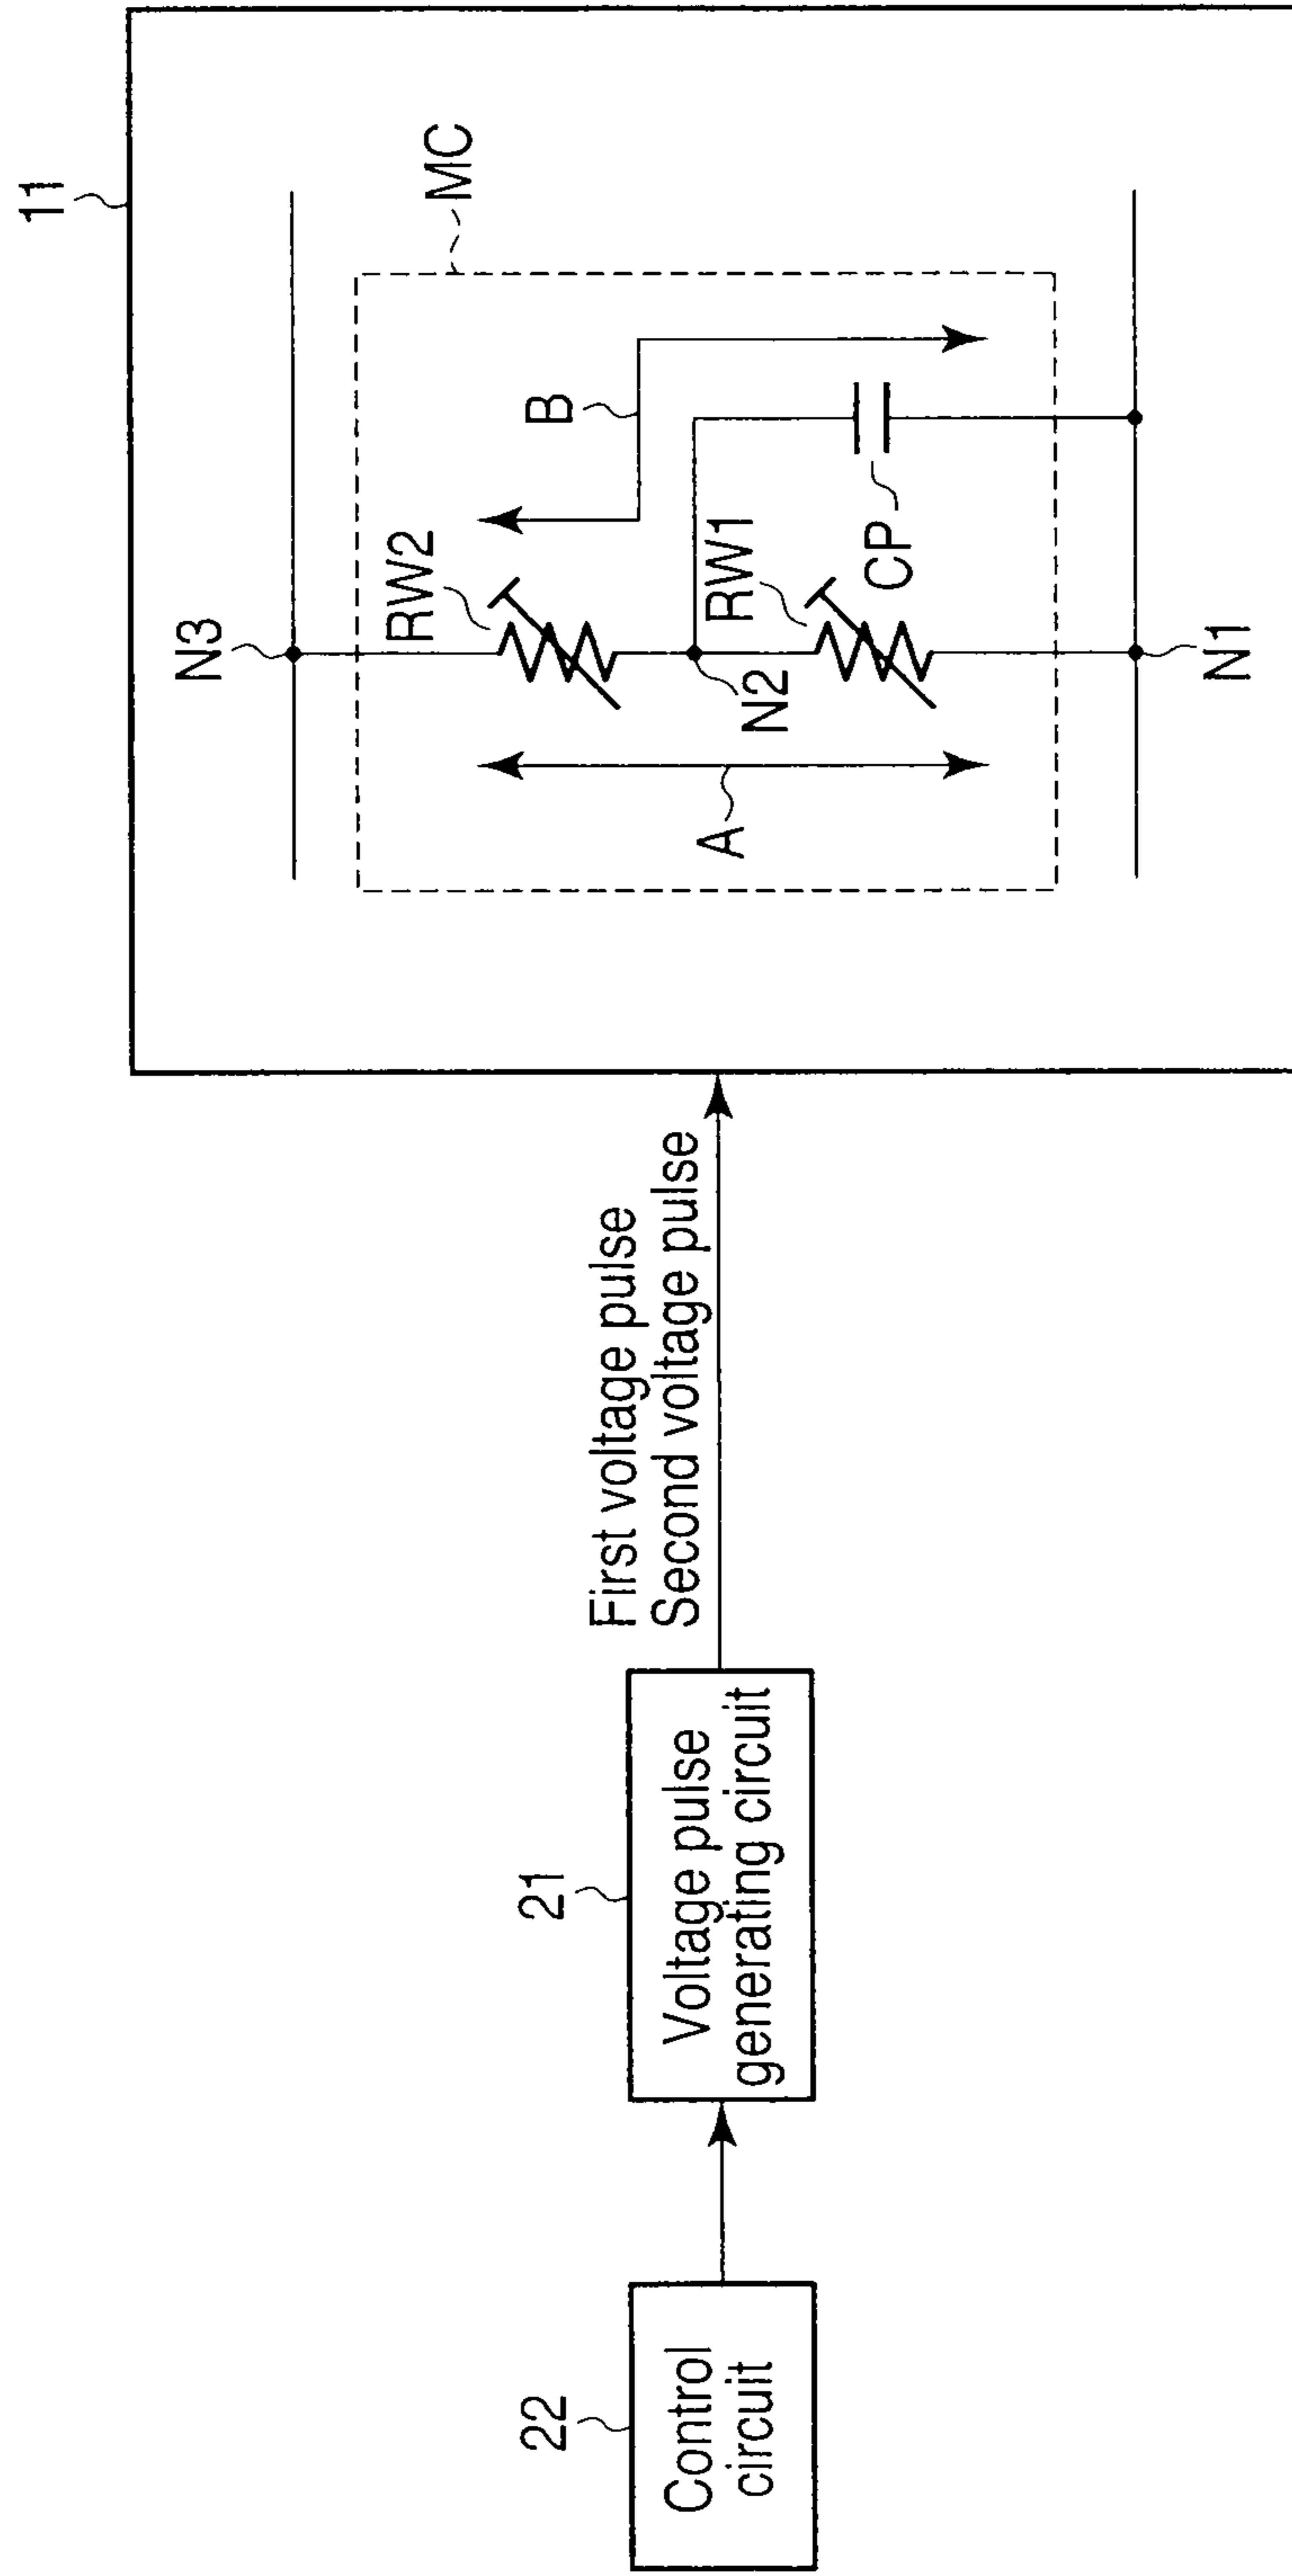 22
Control
circuit
21
Voltage pulse
generating circuit
First voltage pulse
Second voltage pulse
11
N3
MC
RW2
B
A
N2
RW1
CP
N1